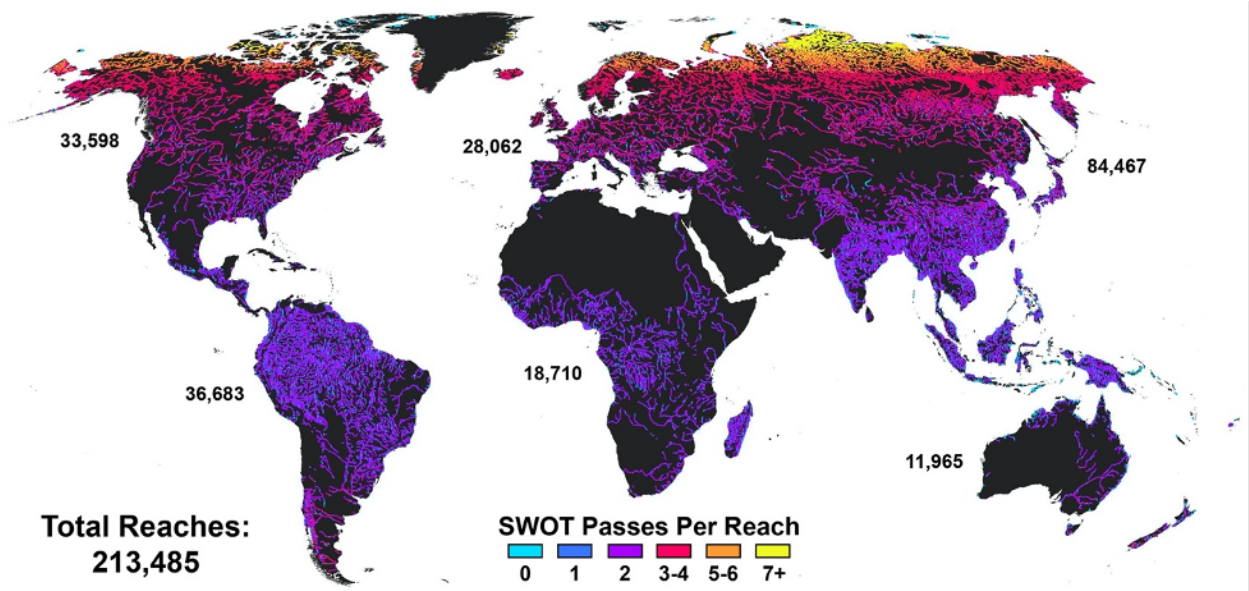 33,598
28,062
84,467
36,683
18,710
11,965
Total Reaches:
213,485
SWOT Passes Per Reach
0 1 2 3-4 5-6 7+